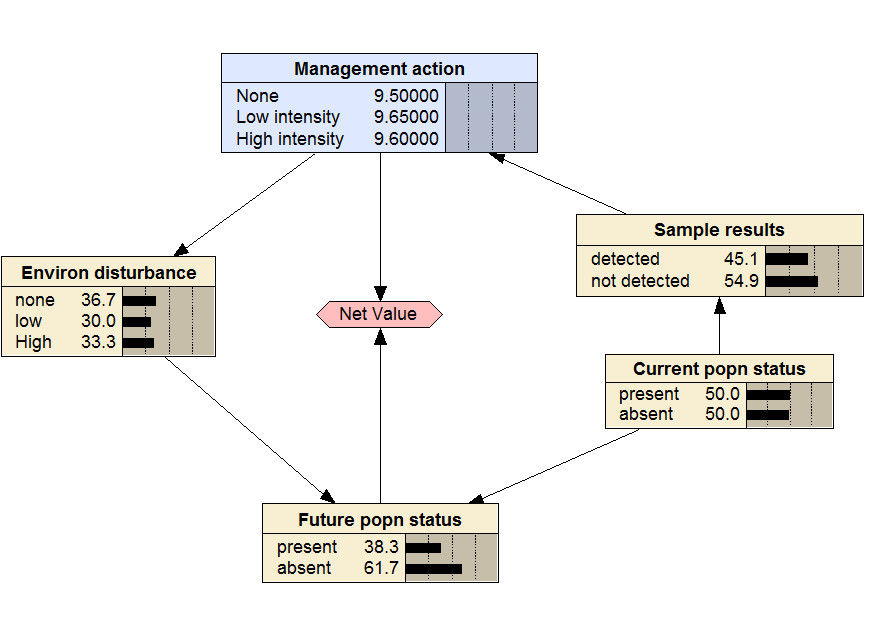 Management action
None 9.50000
Low intensity 9.65000
High intensity 9.60000
Sample results
detected 45.1
not detected 54.9
Environ disturbance
none 36.7
low 30.0
High 33.3
Net Value
Current popn status
present 50.0
absent 50.0
Future popn status
present 38.3
absent 61.7